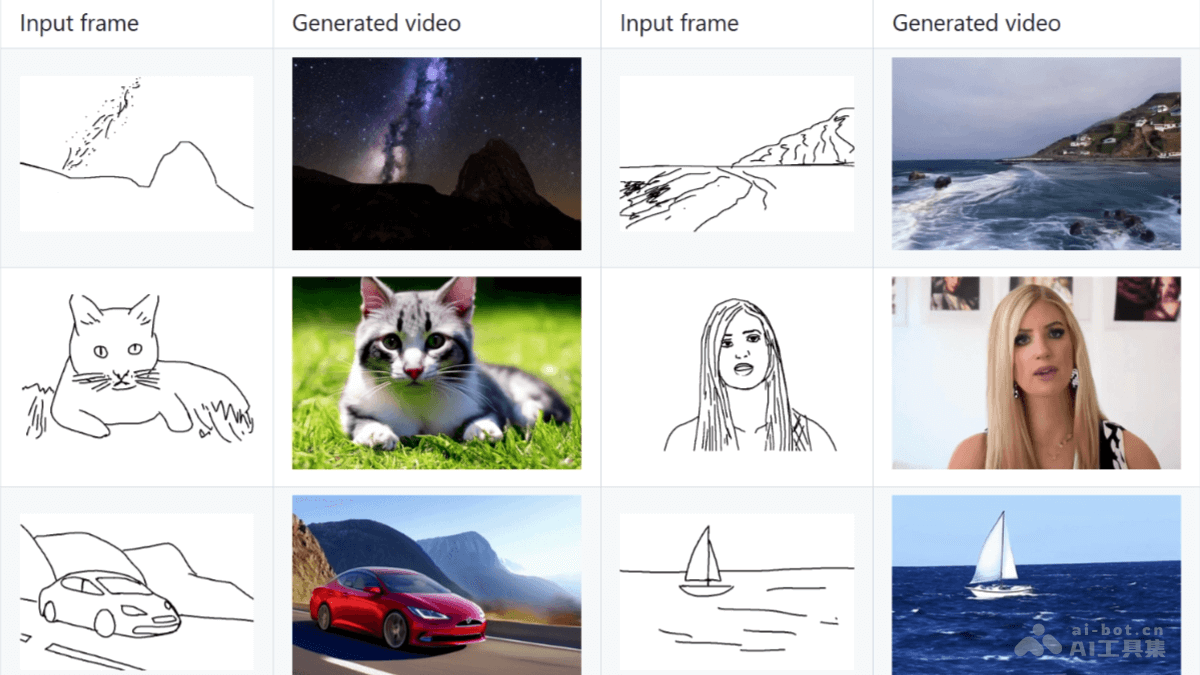 Input frame
Generated video
Input frame
Generated video
ai-bot.cn
AI工具集